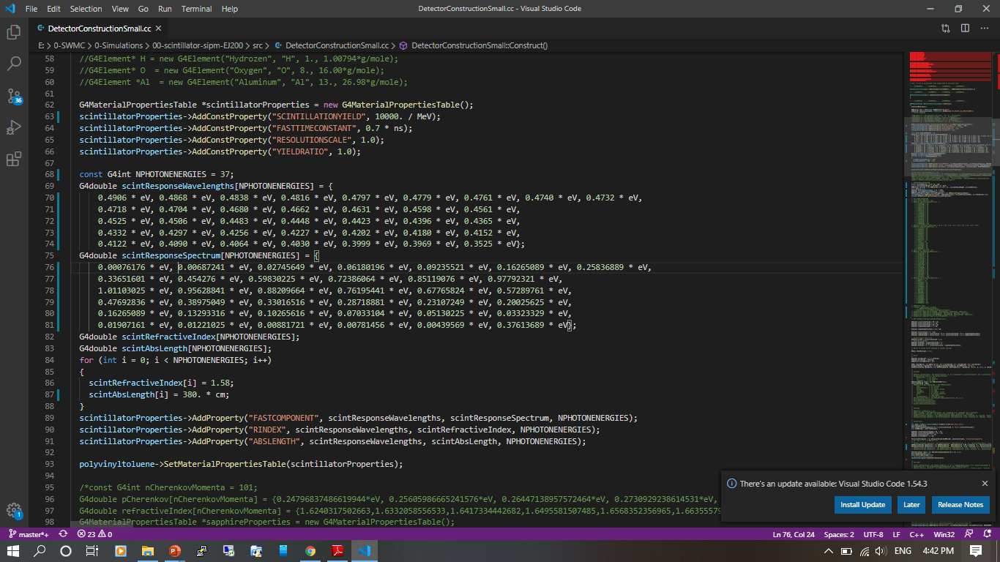 File Edit Selection View Go Run Terminal Help DetectorConstructionSmall.cc - Visual Studio Code
DetectorConstructionSmall.cc
E: > 0-SWMC > 0-Simulations > 00-scintillator-sipm-EJ200 > src > DetectorConstructionSmall.cc > DetectorConstructionSmall::Construct()
58 //G4Element* H = new G4Element("Hydrozen", "H", 1., 1.00794*g/mole);
59 //G4Element* O  = new G4Element("Oxygen", "O", 8., 16.00*g/mole);
60 //G4Element *Al  = new G4Element("Aluminum", "Al", 13., 26.98*g/mole);
61
62 G4MaterialPropertiesTable *scintillatorProperties = new G4MaterialPropertiesTable();
63 scintillatorProperties->AddConstProperty("SCINTILLATIONYIELD", 10000. / MeV);
64 scintillatorProperties->AddConstProperty("FASTTIMECONSTANT", 0.7 * ns);
65 scintillatorProperties->AddConstProperty("RESOLUTIONSCALE", 1.0);
66 scintillatorProperties->AddConstProperty("YIELDRATIO", 1.0);
67
68 const G4int NPHOTONENERGIES = 37;
69 G4double scintResponseWavelengths[NPHOTONENERGIES] = {
70 0.4906 * eV, 0.4868 * eV, 0.4838 * eV, 0.4816 * eV, 0.4797 * eV, 0.4779 * eV, 0.4761 * eV, 0.4740 * eV, 0.4732 * eV,
71 0.4718 * eV, 0.4704 * eV, 0.4680 * eV, 0.4662 * eV, 0.4631 * eV, 0.4598 * eV, 0.4561 * eV,
72 0.4525 * eV, 0.4506 * eV, 0.4483 * eV, 0.4448 * eV, 0.4423 * eV, 0.4396 * eV, 0.4365 * eV,
73 0.4332 * eV, 0.4297 * eV, 0.4256 * eV, 0.4227 * eV, 0.4202 * eV, 0.4180 * eV, 0.4152 * eV,
74 0.4122 * eV, 0.4090 * eV, 0.4064 * eV, 0.4030 * eV, 0.3999 * eV, 0.3969 * eV, 0.3525 * eV};
75 G4double scintResponseSpectrum[NPHOTONENERGIES] = {
76 0.00076176 * eV, 0.00687241 * eV, 0.02745649 * eV, 0.06180196 * eV, 0.09235521 * eV, 0.16265089 * eV, 0.25836889 * eV,
77 0.33651601 * eV, 0.454276 * eV, 0.59830225 * eV, 0.72386064 * eV, 0.85119076 * eV, 0.97792321 * eV,
78 1.01103025 * eV, 0.95628841 * eV, 0.88209664 * eV, 0.76195441 * eV, 0.67765824 * eV, 0.57289761 * eV,
79 0.47692836 * eV, 0.38975049 * eV, 0.33016516 * eV, 0.28718881 * eV, 0.23107249 * eV, 0.20025625 * eV,
80 0.16265089 * eV, 0.13293316 * eV, 0.10265616 * eV, 0.07033104 * eV, 0.05130225 * eV, 0.03323329 * eV,
81 0.01907161 * eV, 0.01221025 * eV, 0.00881721 * eV, 0.00781456 * eV, 0.00439569 * eV, 0.37613689 * eV};
82 G4double scintRefractiveIndex[NPHOTONENERGIES];
83 G4double scintAbsLength[NPHOTONENERGIES];
84 for (int i = 0; i < NPHOTONENERGIES; i++)
85 {
86 scintRefractiveIndex[i] = 1.58;
87 scintAbsLength[i] = 380. * cm;
88 }
89 scintillatorProperties->AddProperty("FASTCOMPONENT", scintResponseWavelengths, scintResponseSpectrum, NPHOTONENERGIES);
90 scintillatorProperties->AddProperty("RINDEX", scintResponseWavelengths, scintRefractiveIndex, NPHOTONENERGIES);
91 scintillatorProperties->AddProperty("ABSLENGTH", scintResponseWavelengths, scintAbsLength, NPHOTONENERGIES);
92
93 polyvinyltoluene->SetMaterialPropertiesTable(scintillatorProperties);
94
95 /*const G4int nCherenkovMomenta = 101;
96 G4double pCherenkov[nCherenkovMomenta] = {0.24796837486619944*eV, 0.25605986665241576*eV, 0.26447138957572464*eV, 0.2730929238614531*eV,
97 G4double refractiveIndex[nCherenkovMomenta] = {1.6240317502663,1.6332058556533,1.6417334442682,1.6495581507485,1.6568352356965,1.6635557
98 G4MaterialPropertiesTable *sapphireProperties = new G4MaterialPropertiesTable();
36
1
There's an update available: Visual Studio Code 1.54.3
Install Update Later Release Notes
master*+ 23 0 Ln 76, Col 24 Spaces: 2 UTF-8 LF C++ Win32
ENG 4:42 PM